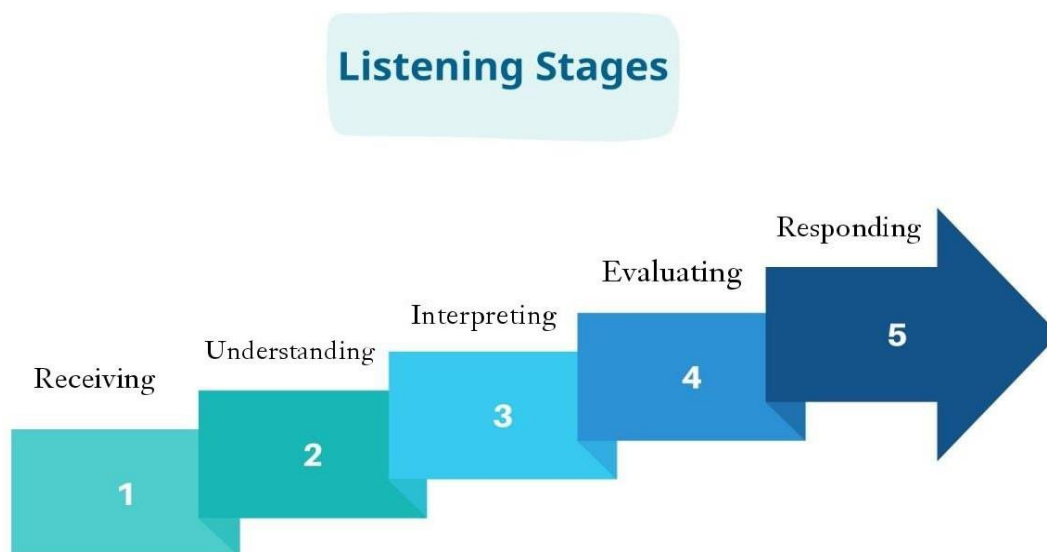 Listening Stages
Receiving
1
Understanding
2
Interpreting
3
Evaluating
4
Responding
5